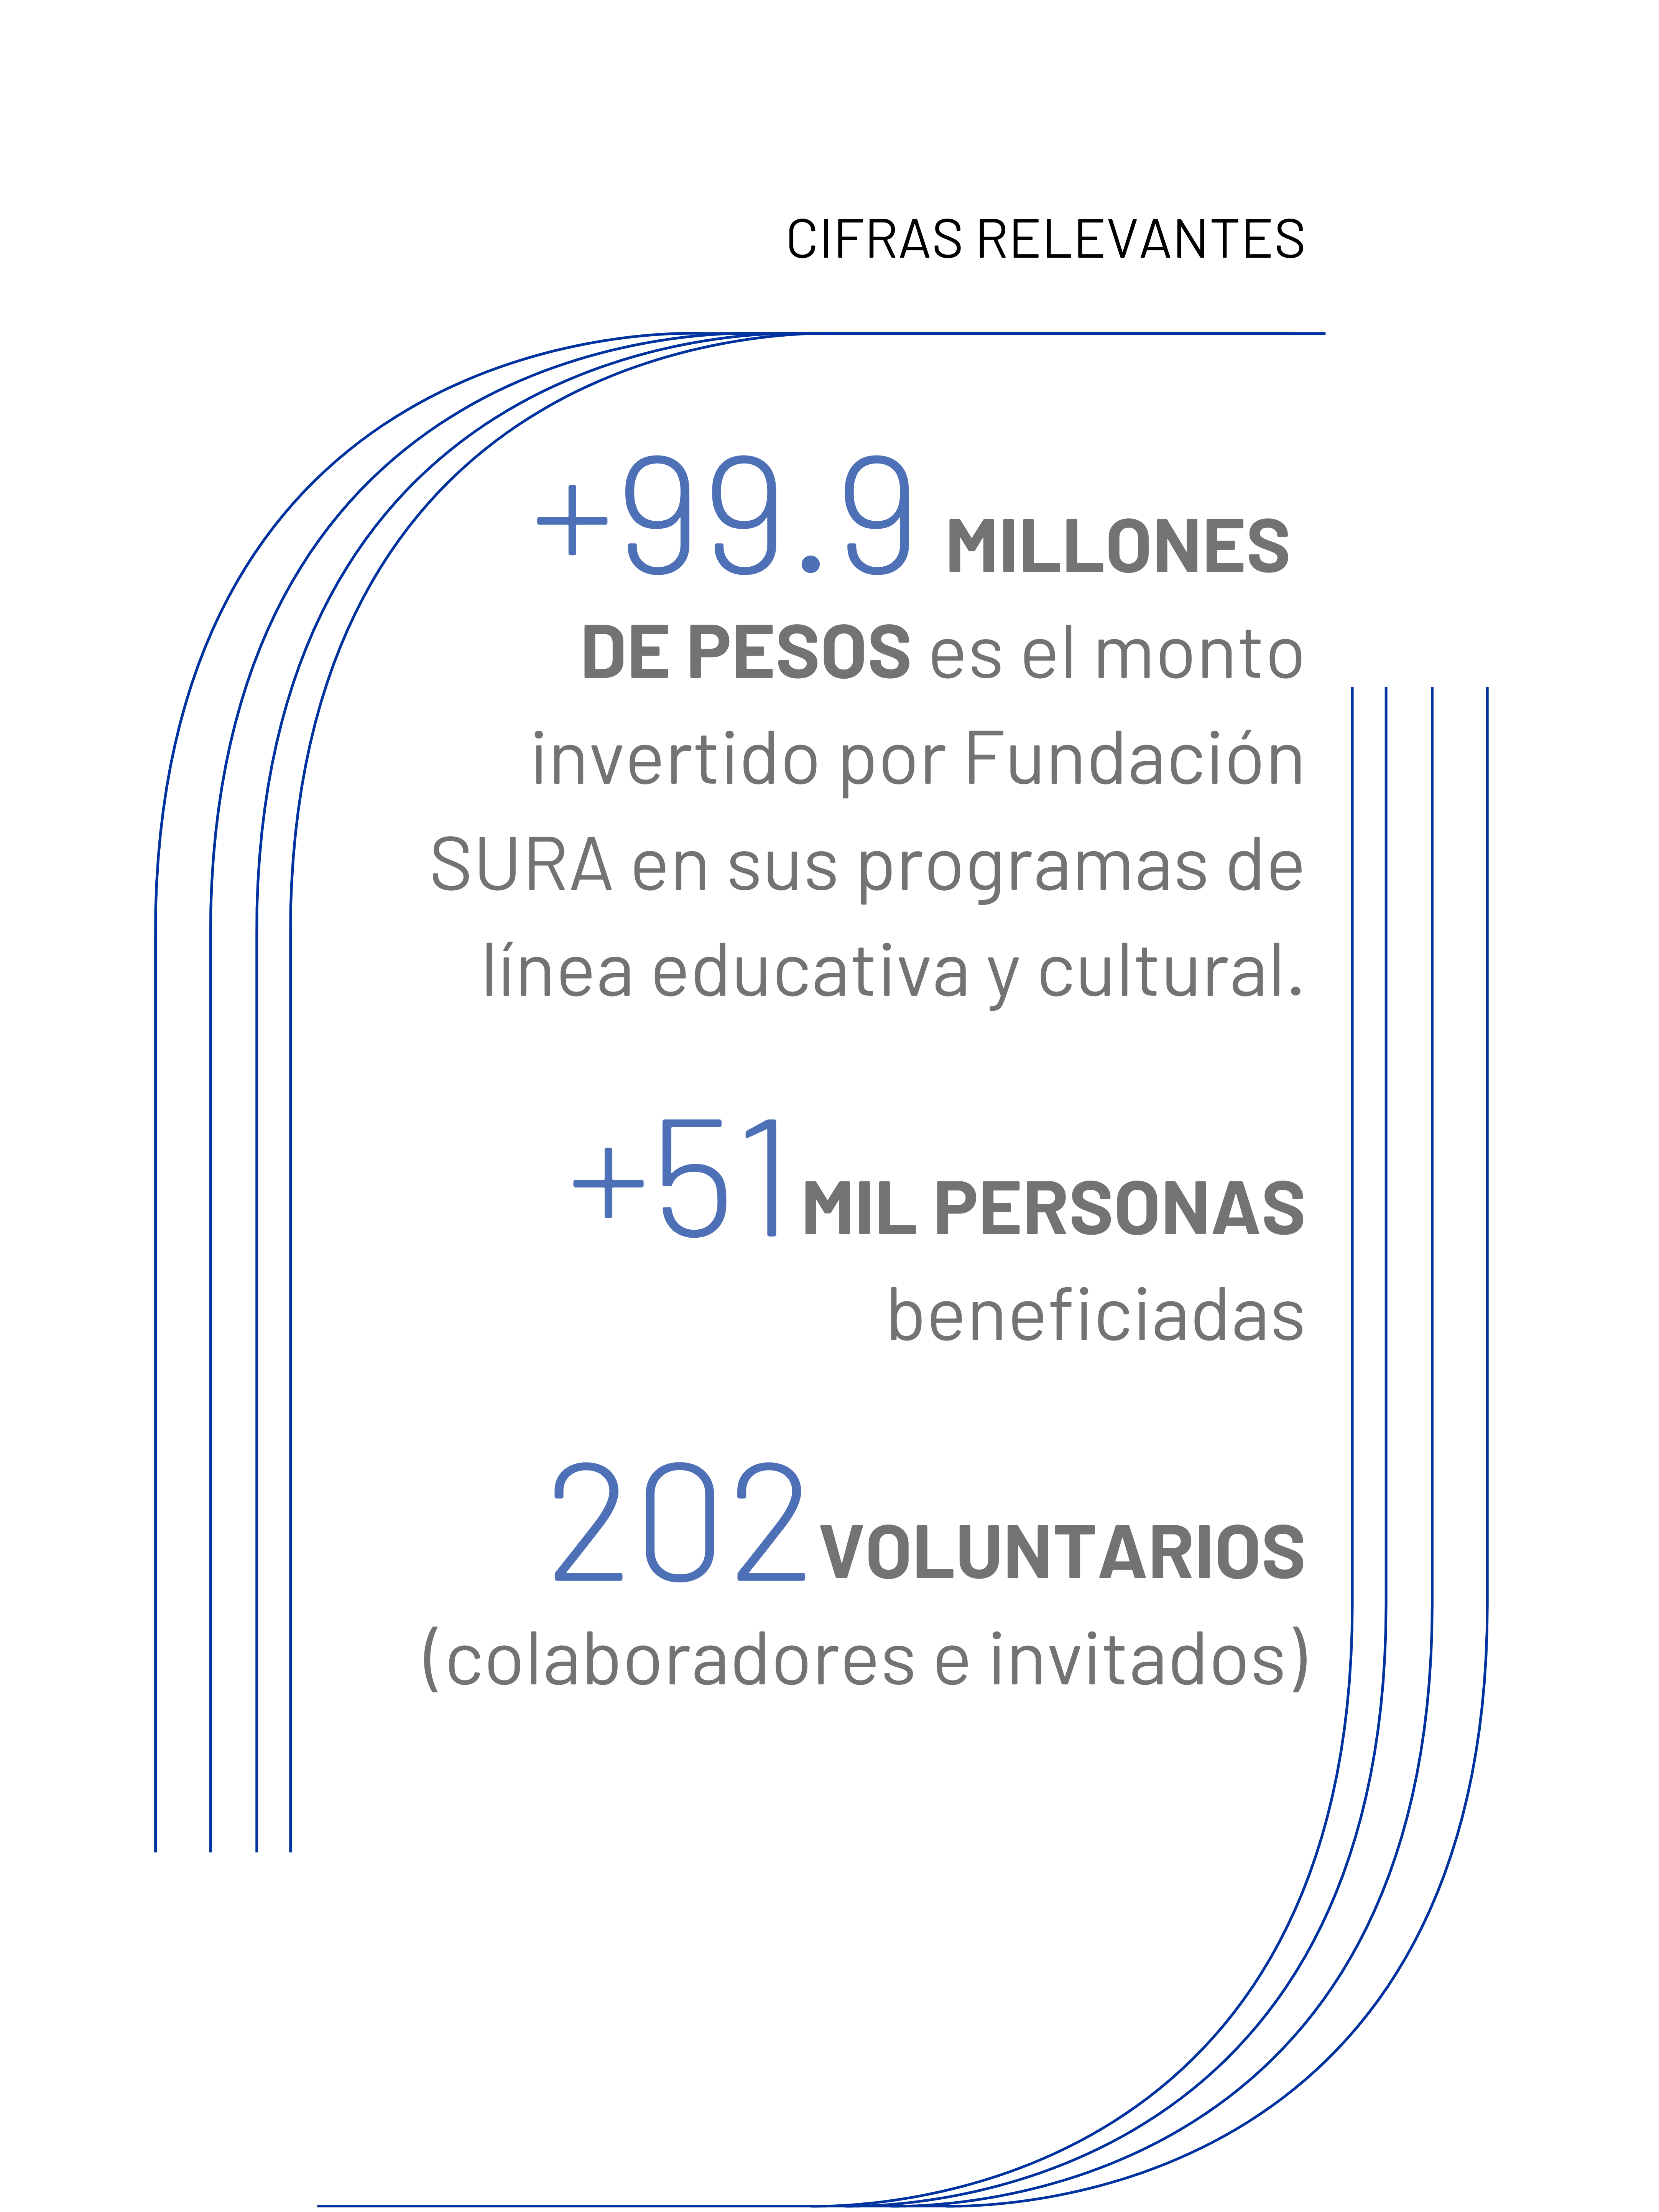 CIFRAS RELEVANTES
+99.9 MILLONES
DE PESOS es el monto
invertido por Fundación
SURA en sus programas de
línea educativa y cultural.
+51 MIL PERSONAS
beneficiadas
202 VOLUNTARIOS
(colaboradores e invitados)